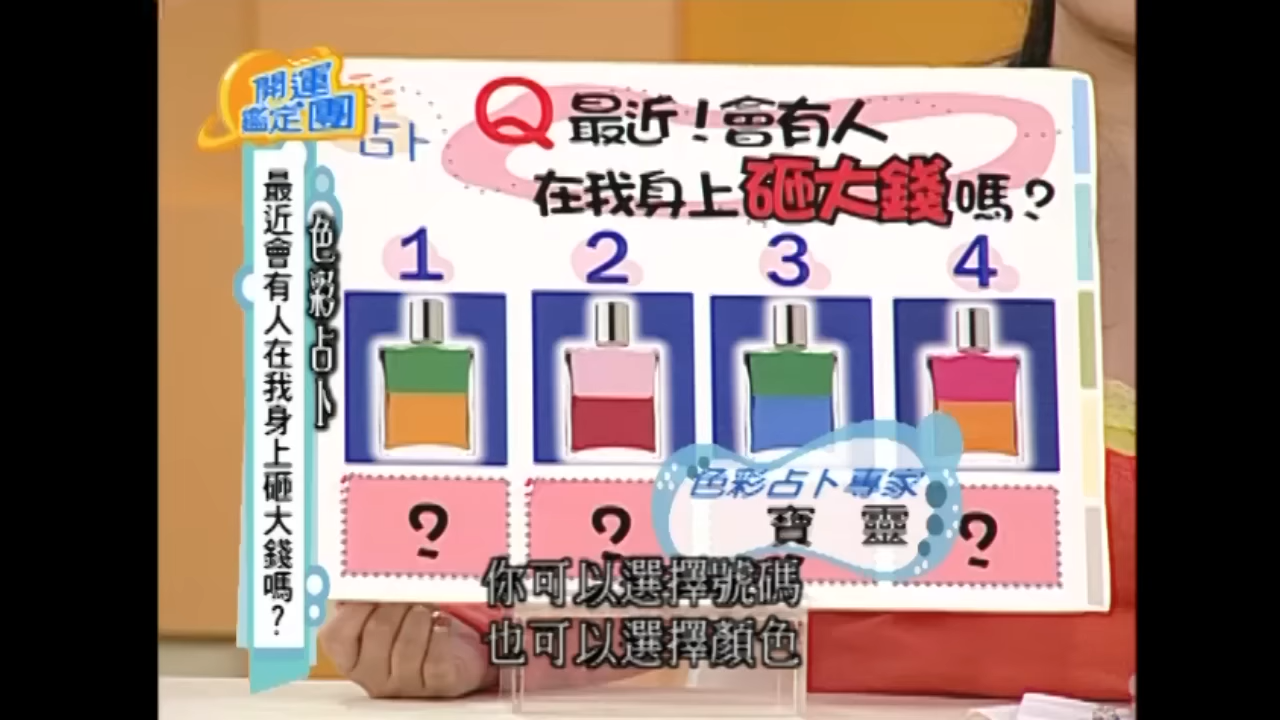 開運
鑑定團
占卜
Q 最近！會有人
在我身上砸大錢嗎？
1 2 3 4
? ? ?
最近會有人在我身上砸大錢嗎？
色彩占卜
色彩占卜專家
寶靈
你可以選擇號碼
也可以選擇顏色